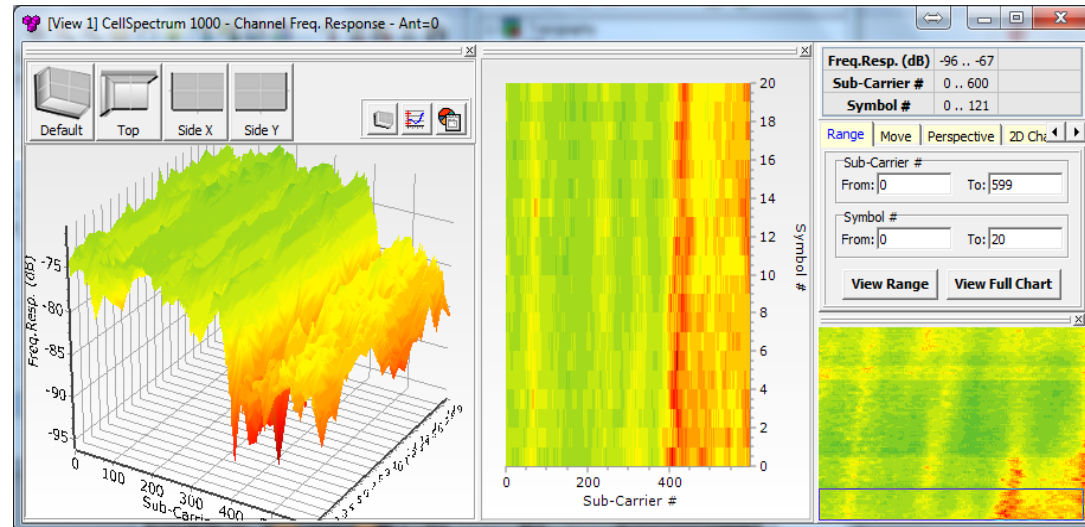 [View 1] CellSpectrum 1000 - Channel Freq. Response - Ant=0
Default Top Side X Side Y
Freq.Resp. (dB)
-75
-80
-85
-90
-95
0 100 200 300 400
Sub-Carrier
20
18
16
14
12
10
8
6
4
2
0
Symbol #
0 200 400
Sub-Carrier #
Freq.Resp. (dB) -96 .. -67
Sub-Carrier # 0 .. 600
Symbol # 0 .. 121
Range Move Perspective 2D Cha
Sub-Carrier #
From: 0 To: 599
Symbol #
From: 0 To: 20
View Range View Full Chart